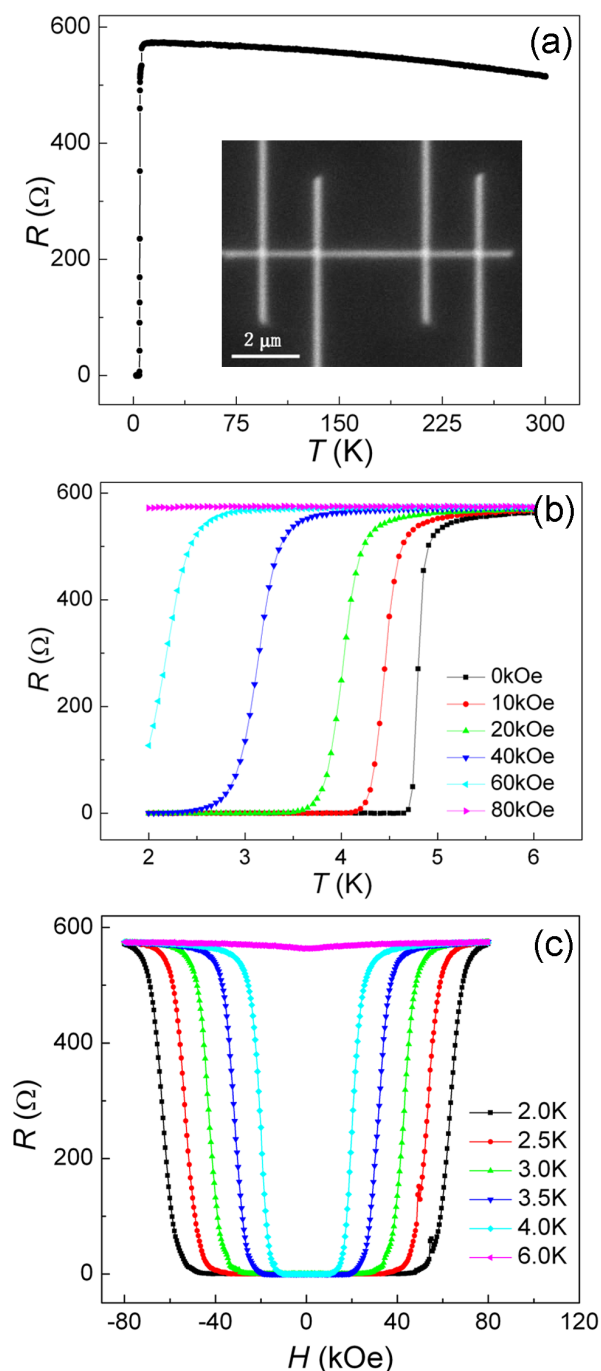 (a)
600
400
200
0
R (Ω)
2 μm
0 75 150 225 300
T (K)
(b)
600
400
200
0
R (Ω)
0kOe
10kOe
20kOe
40kOe
60kOe
80kOe
2 3 4 5 6
T (K)
(c)
600
400
200
0
R (Ω)
2.0K
2.5K
3.0K
3.5K
4.0K
6.0K
-80 -40 0 40 80 120
H (kOe)